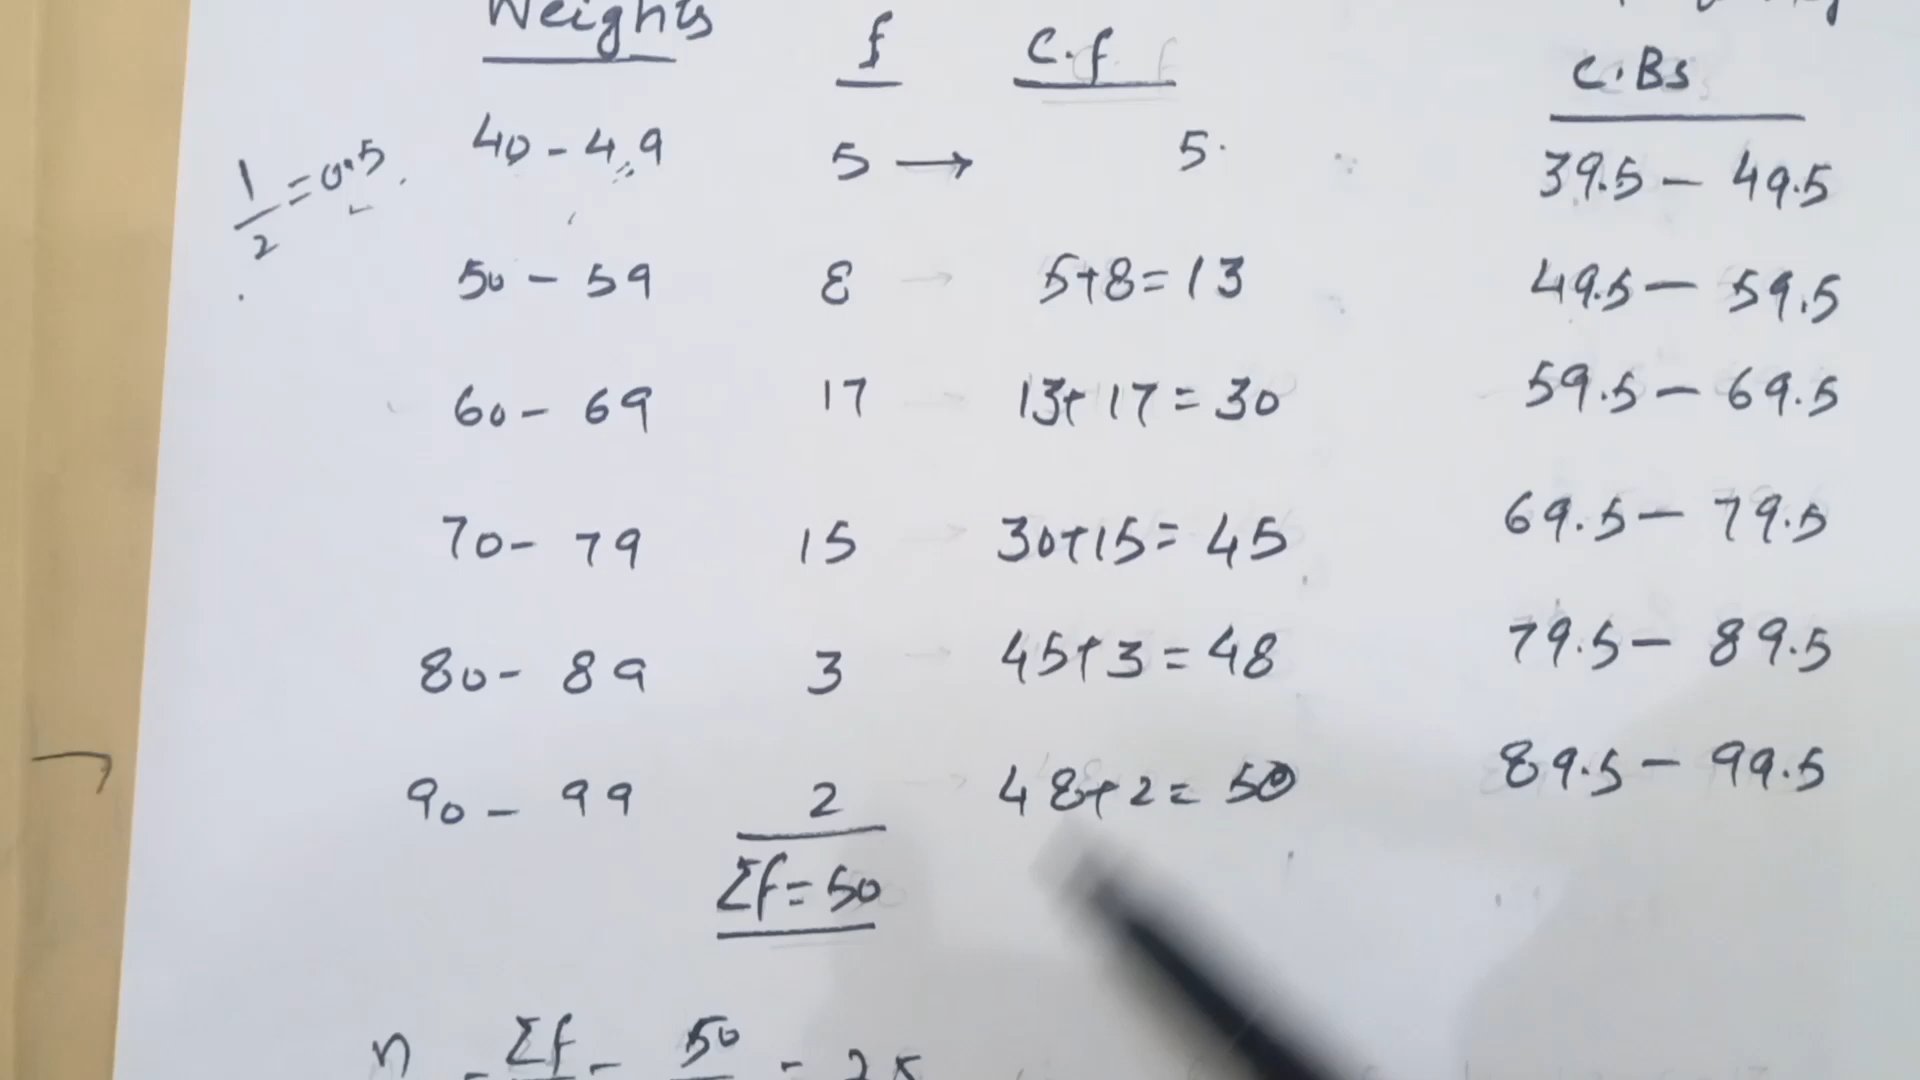 Weights f C.f C.Bs
1/2 = 0.5 40 - 49 5 → 5. 39.5 - 49.5
50 - 59 8 → 5+8=13 49.5 - 59.5
60 - 69 17 → 13+17=30 59.5 - 69.5
70 - 79 15 → 30+15=45 69.5 - 79.5
80 - 89 3 → 45+3=48 79.5 - 89.5
90 - 99 2 → 48+2=50 89.5 - 99.5
Σf=50
n = Σf = 50 = 25